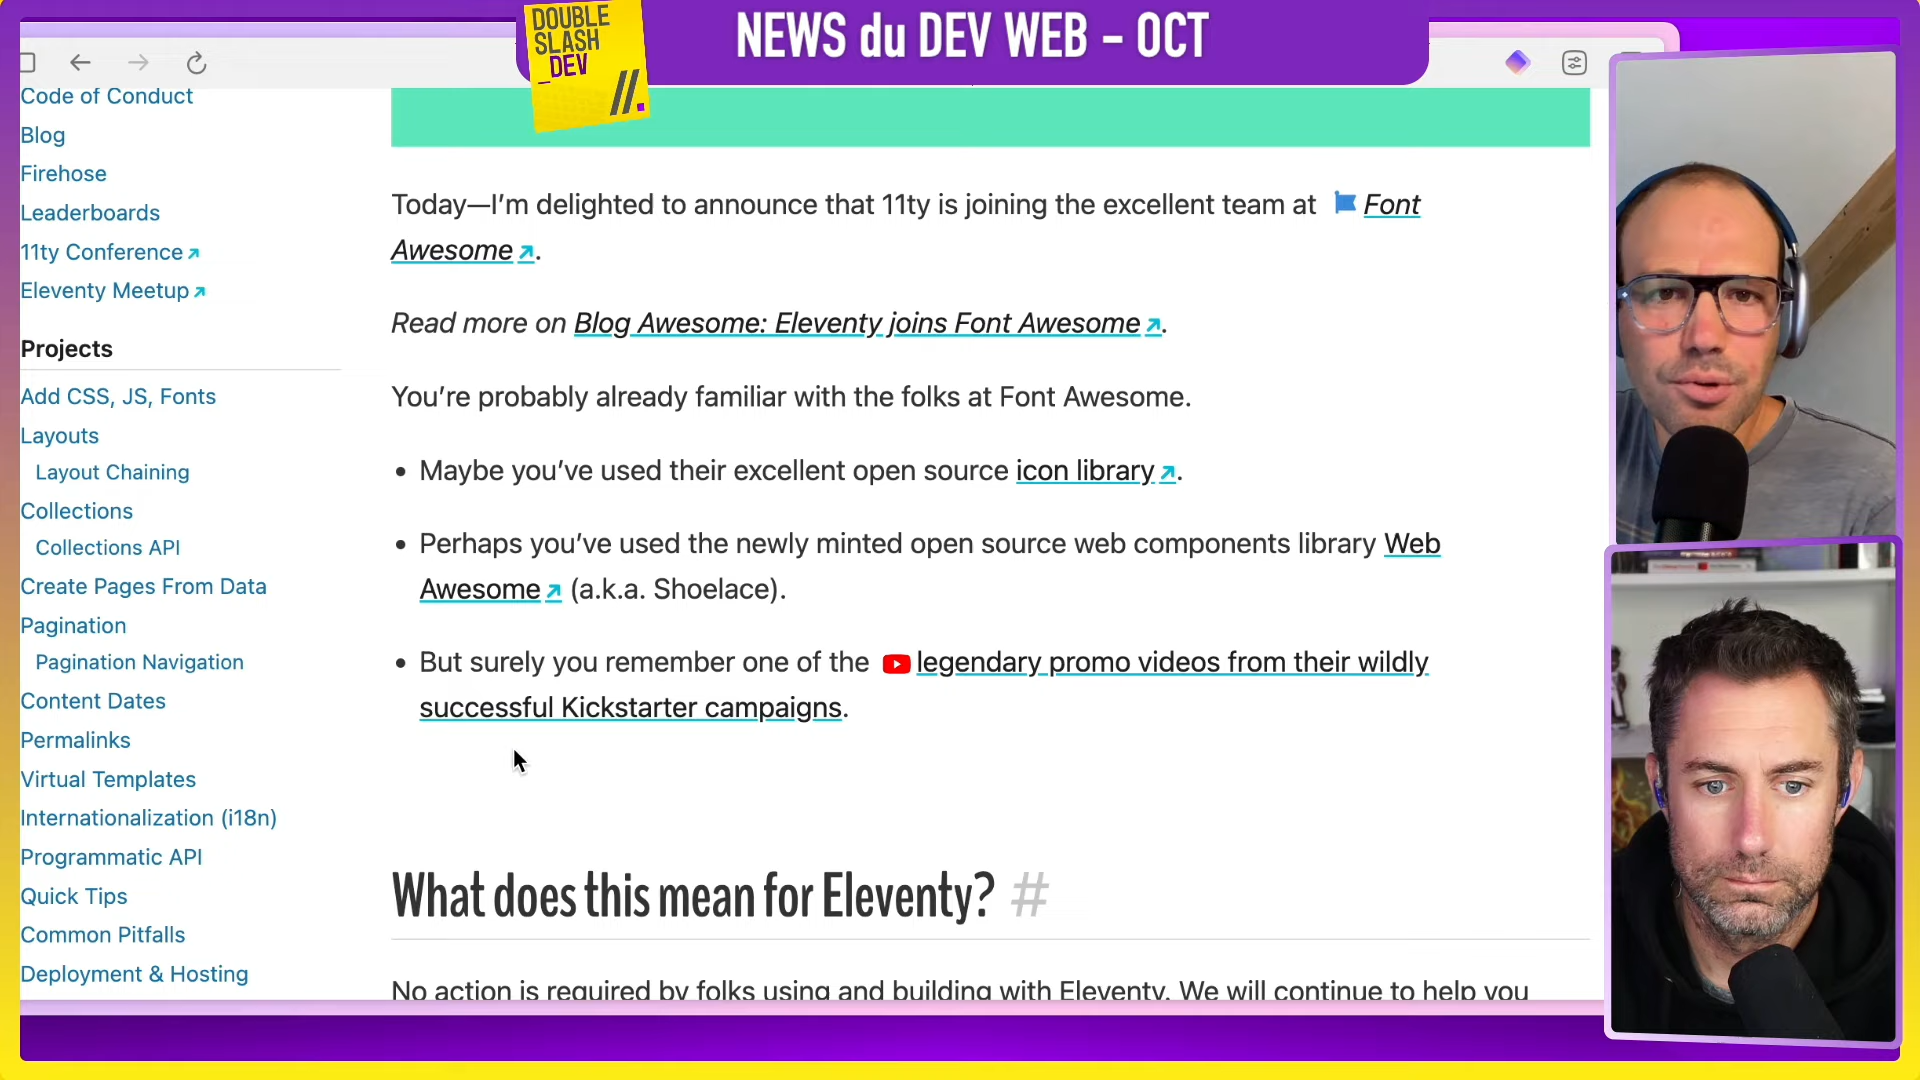 DOUBLE
SLASH
_DEV
//.
NEWS du DEV WEB - OCT
Code of Conduct
Blog
Firehose
Leaderboards
11ty Conference
Eleventy Meetup
Projects
Add CSS, JS, Fonts
Layouts
Layout Chaining
Collections
Collections API
Create Pages From Data
Pagination
Pagination Navigation
Content Dates
Permalinks
Virtual Templates
Internationalization (i18n)
Programmatic API
Quick Tips
Common Pitfalls
Deployment & Hosting
Today—I’m delighted to announce that 11ty is joining the excellent team at Font
Awesome.
Read more on Blog Awesome: Eleventy joins Font Awesome.
You’re probably already familiar with the folks at Font Awesome.
• Maybe you’ve used their excellent open source icon library.
• Perhaps you’ve used the newly minted open source web components library Web
Awesome (a.k.a. Shoelace).
• But surely you remember one of the legendary promo videos from their wildly
successful Kickstarter campaigns.
What does this mean for Eleventy? #
No action is required by folks using and building with Eleventy. We will continue to help you